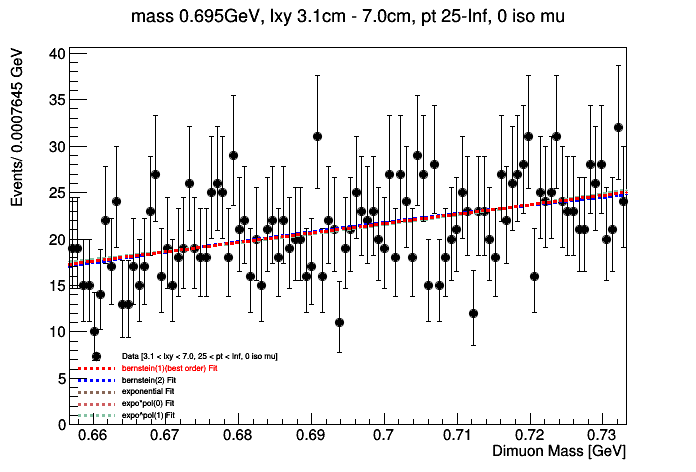 mass 0.695GeV, lxy 3.1cm - 7.0cm, pt 25-Inf, 0 iso mu
Events/ 0.0007645 GeV
40
35
30
25
20
15
10
5
0
Data [3.1 < lxy < 7.0, 25 < pt < Inf, 0 iso mu]
bernstein(1)(best order) Fit
bernstein(2) Fit
exponential Fit
expo*pol(0) Fit
expo*pol(1) Fit
0.66 0.67 0.68 0.69 0.7 0.71 0.72 0.73
Dimuon Mass [GeV]